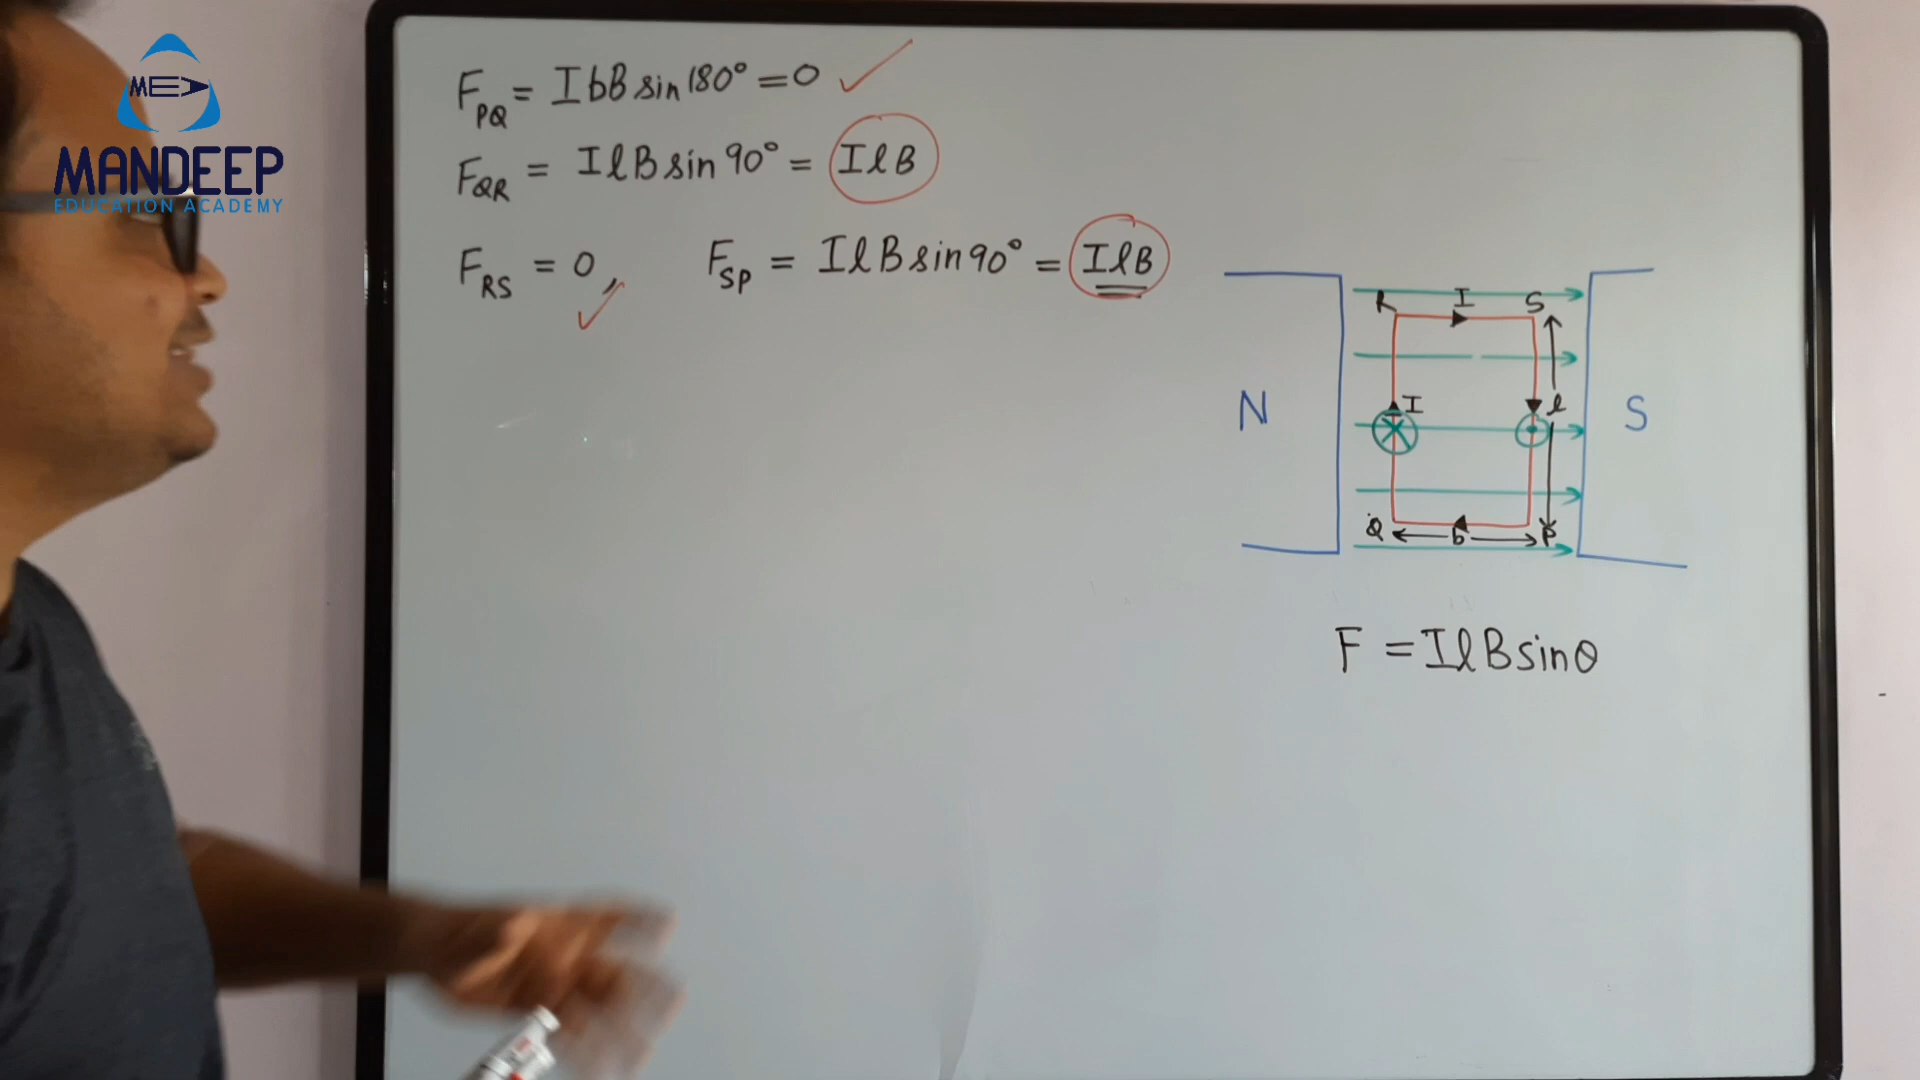 MEA
MANDEEP
EDUCATION ACADEMY
F_PQ = IbB sin 180° = 0 ✓
F_QR = IℓB sin 90° = IℓB
F_RS = 0, ✓ F_SP = IℓB sin 90° = IℓB
R I S
N I ℓ S
Q b P
F = IℓB sinθ